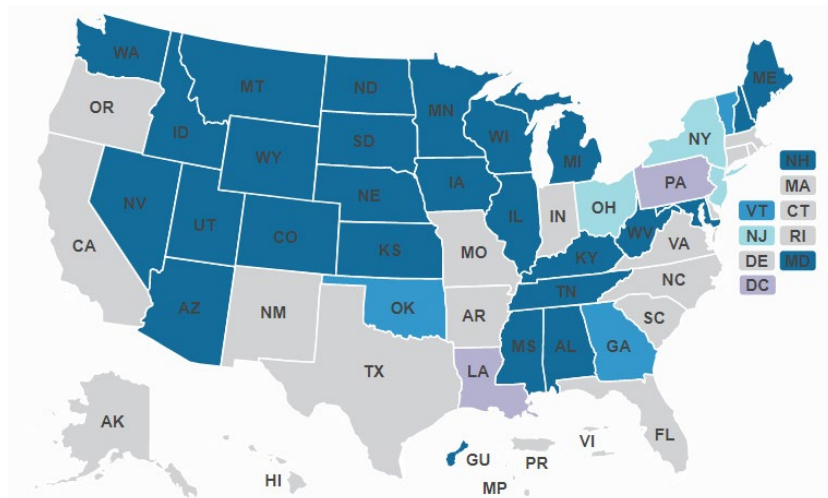 WA
MT
ND
MN
ME
OR
ID
SD
WI
NY
WY
MI
NH
IA
PA
MA
NE
NV
OH
VT
CT
IL
IN
UT
NJ
RI
CA
CO
WV
KS
MO
VA
DE
MD
KY
DC
NC
TN
AZ
OK
NM
AR
SC
MS
AL
GA
TX
LA
AK
FL
VI
GU
PR
HI
MP